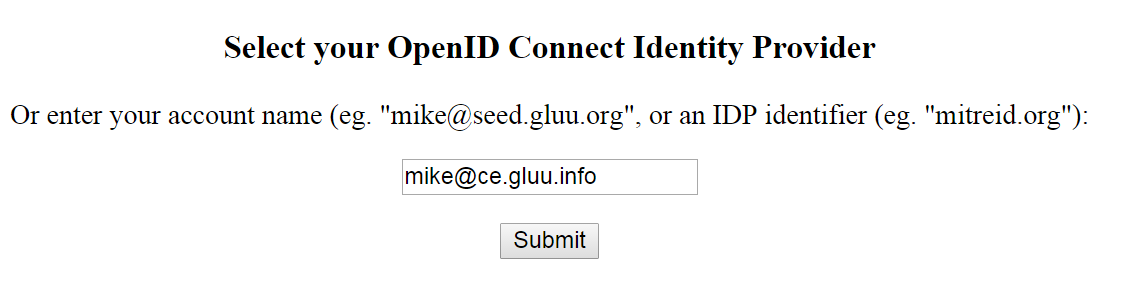 Select your OpenID Connect Identity Provider
Or enter your account name (eg. "mike@seed.gluu.org", or an IDP identifier (eg. "mitreid.org"):
mike@ce.gluu.info
Submit